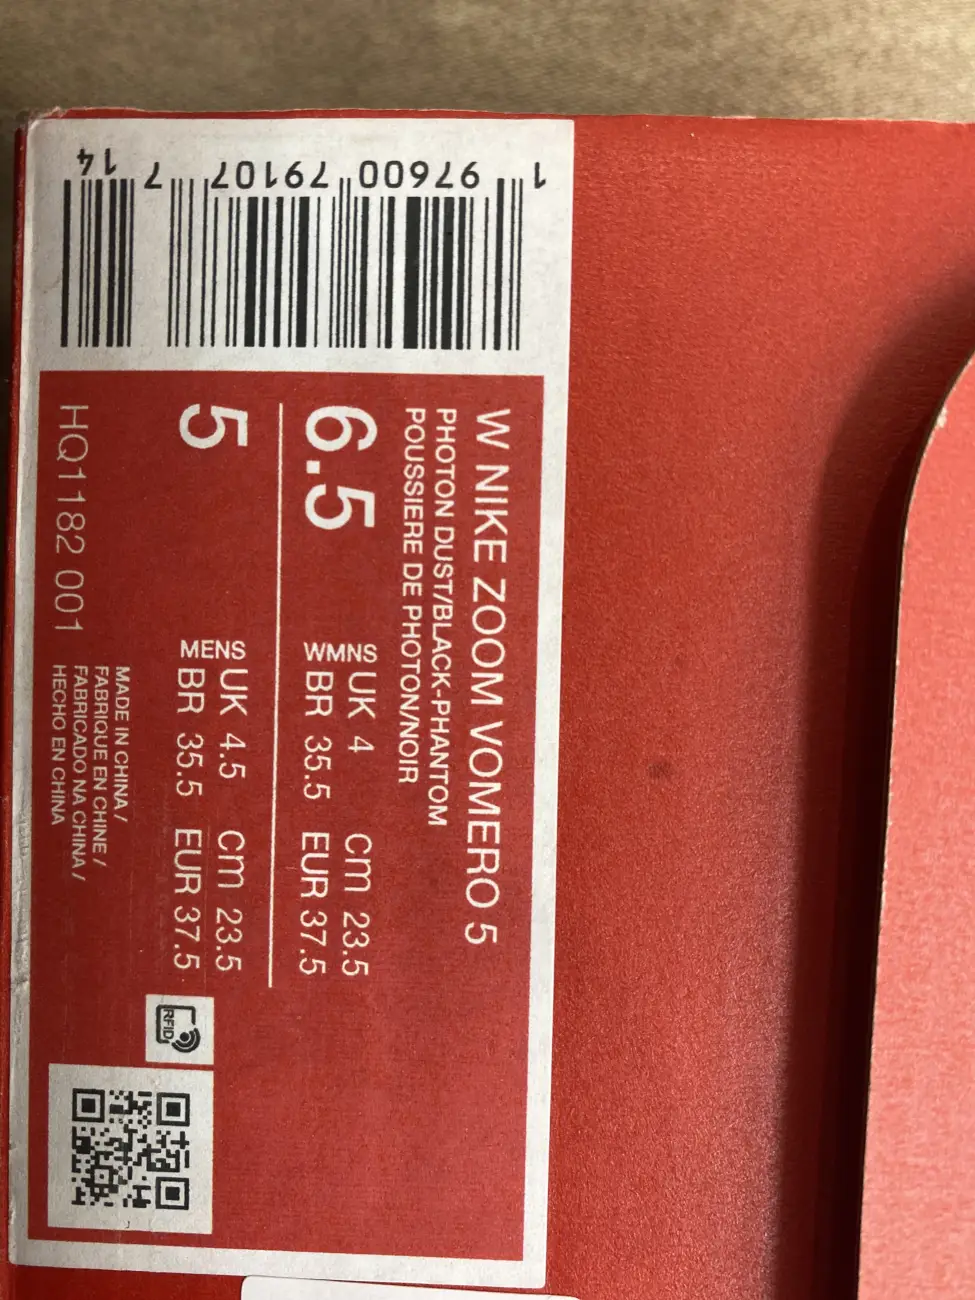 1 97600 79107 7 14
W NIKE ZOOM VOMERO 5
PHOTON DUST/BLACK-PHANTOM
POUSSIERE DE PHOTON/NOIR
6.5
WMNS
UK 4 cm 23.5
BR 35.5 EUR 37.5
5
MENS
UK 4.5 cm 23.5
BR 35.5 EUR 37.5
RFID
HQ1182 001
MADE IN CHINA /
FABRIQUE EN CHINE /
FABRICADO NA CHINA /
HECHO EN CHINA